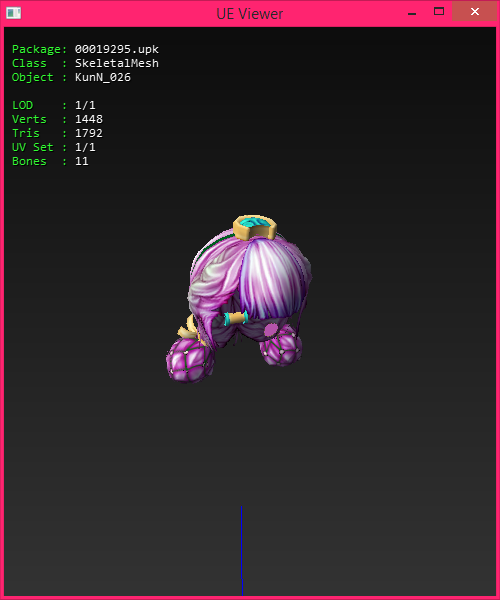 UE Viewer
Package: 00019295.upk
Class : SkeletalMesh
Object : KunN_026
LOD : 1/1
Verts : 1448
Tris : 1792
UV Set : 1/1
Bones : 11